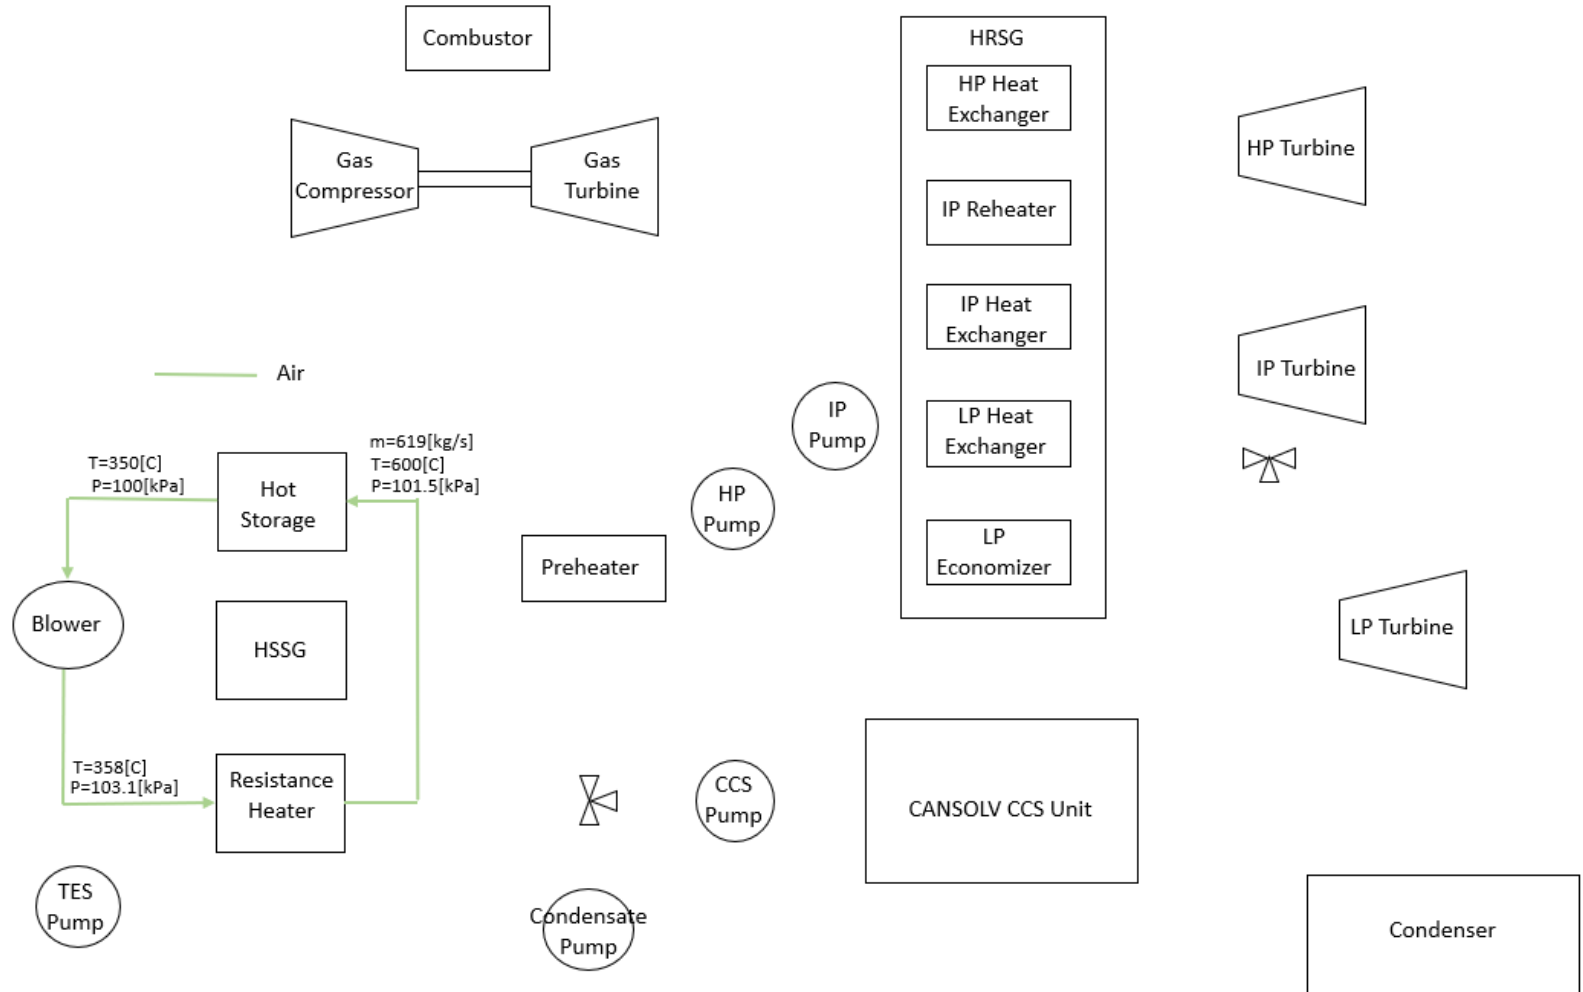 Combustor
HRSG
HP Heat
Exchanger
HP Turbine
Gas
Compressor
Gas
Turbine
IP Reheater
IP Heat
Exchanger
IP Turbine
Air
IP
Pump
LP Heat
Exchanger
m=619[kg/s]
T=600[C]
P=101.5[kPa]
T=350[C]
P=100[kPa]
Hot
Storage
HP
Pump
LP
Economizer
Preheater
Blower
HSSG
LP Turbine
T=358[C]
P=103.1[kPa]
Resistance
Heater
CCS
Pump
CANSOLV CCS Unit
TES
Pump
Condensate
Pump
Condenser